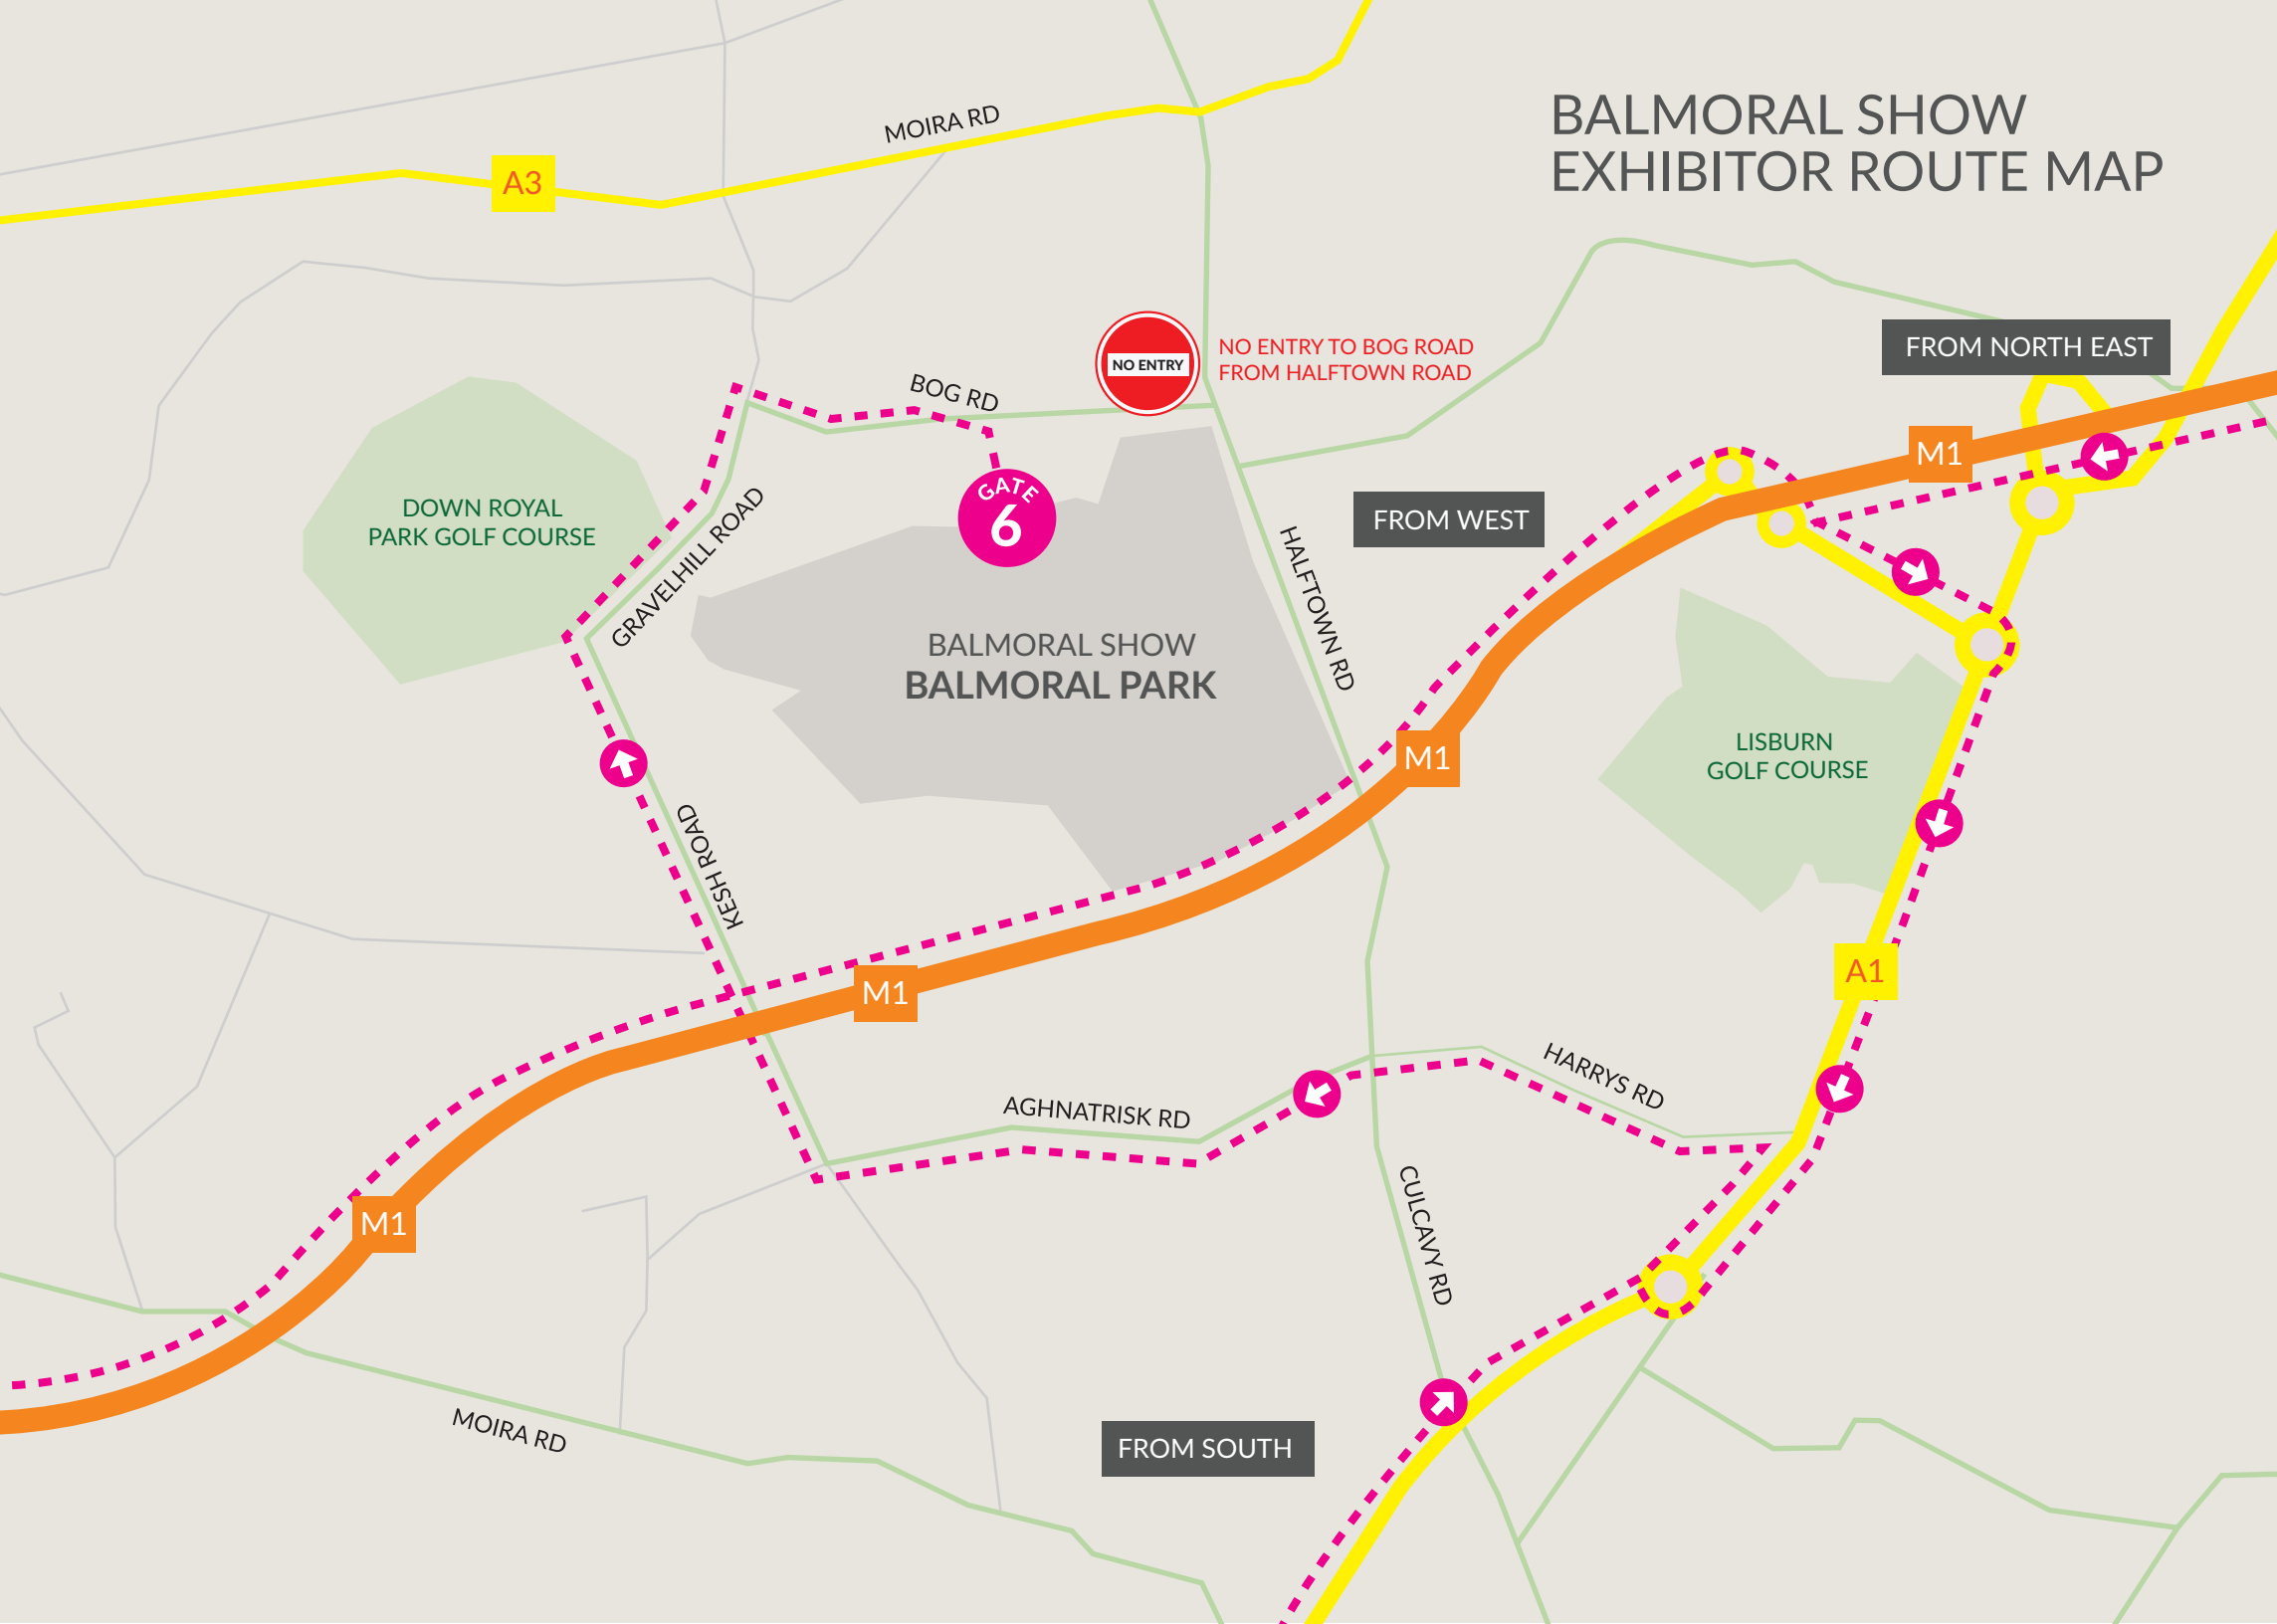 BALMORAL SHOW
EXHIBITOR ROUTE MAP
MOIRA RD
A3
NO ENTRY
NO ENTRY TO BOG ROAD
FROM HALFTOWN ROAD
FROM NORTH EAST
BOG RD
M1
GATE
6
DOWN ROYAL
PARK GOLF COURSE
FROM WEST
GRAVELHILL ROAD
HALFTOWN RD
BALMORAL SHOW
BALMORAL PARK
M1
LISBURN
GOLF COURSE
KESH ROAD
A1
M1
HARRYS RD
AGHNATRISK RD
M1
CULCAVY RD
MOIRA RD
FROM SOUTH